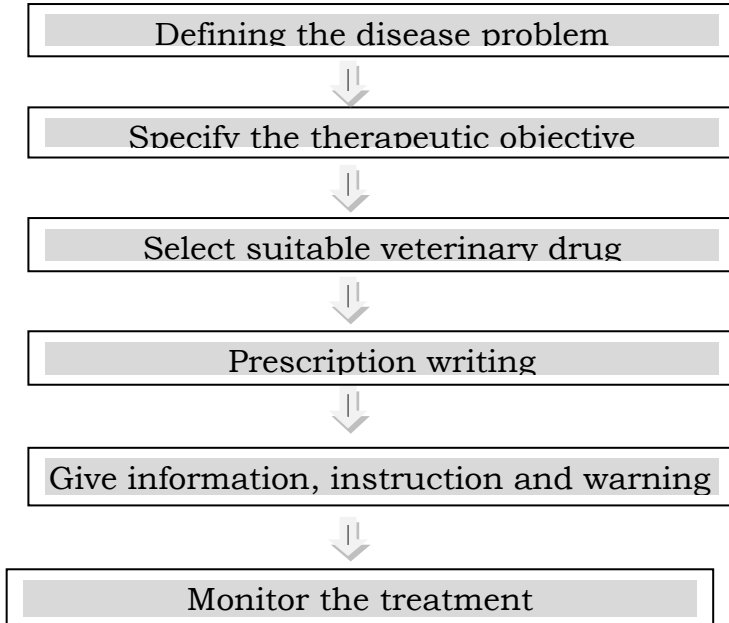 Defining the disease problem
Specify the therapeutic objective
Select suitable veterinary drug
Prescription writing
Give information, instruction and warning
Monitor the treatment